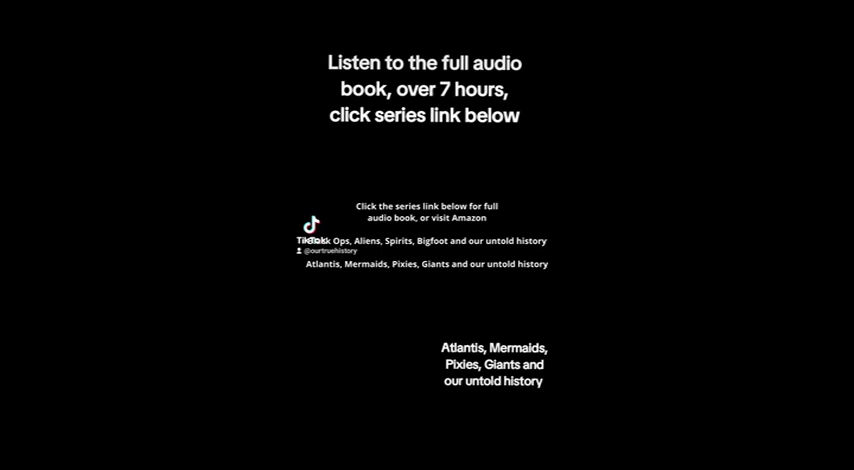 Listen to the full audio
book, over 7 hours,
click series link below
Click the series link below for full
audio book, or visit Amazon
TikTok
Ops, Aliens, Spirits, Bigfoot and our untold history
@ourtruehistory
Atlantis, Mermaids, Pixies, Giants and our untold history
Atlantis, Mermaids,
Pixies, Giants and
our untold history